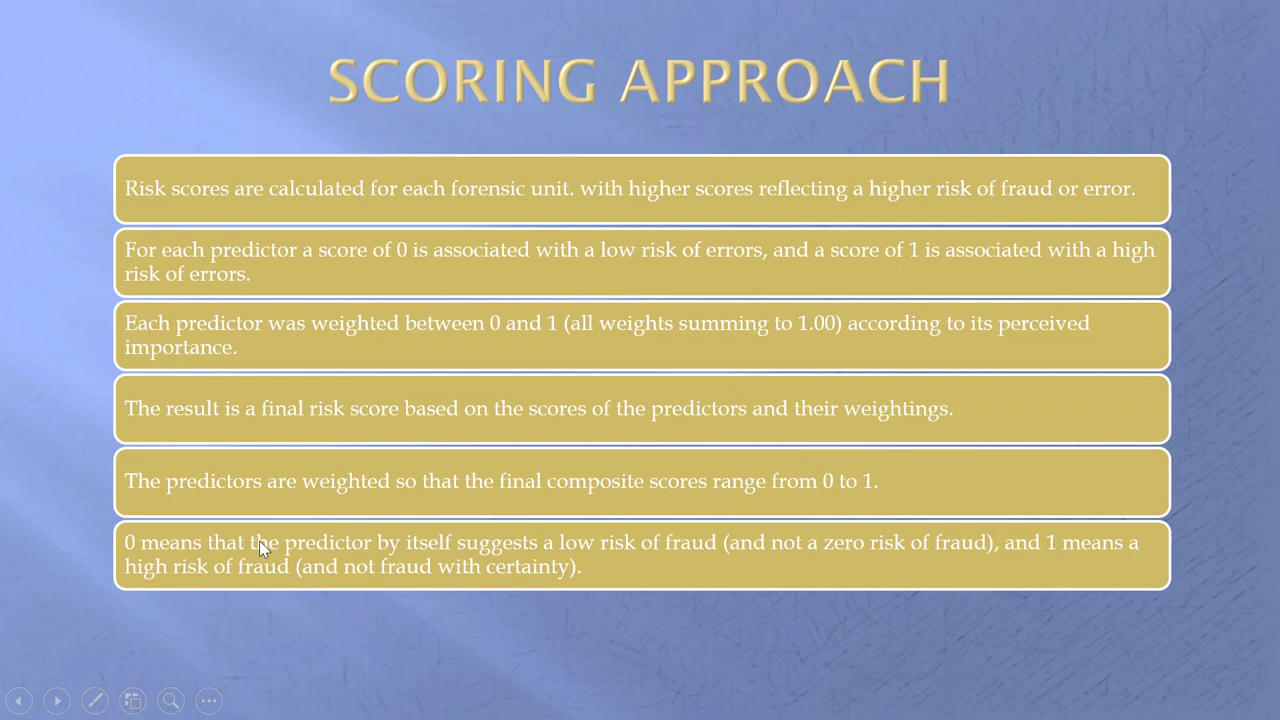 SCORING APPROACH
Risk scores are calculated for each forensic unit. with higher scores reflecting a higher risk of fraud or error.
For each predictor a score of 0 is associated with a low risk of errors, and a score of 1 is associated with a high
risk of errors.
Each predictor was weighted between 0 and 1 (all weights summing to 1.00) according to its perceived
importance.
The result is a final risk score based on the scores of the predictors and their weightings.
The predictors are weighted so that the final composite scores range from 0 to 1.
0 means that the predictor by itself suggests a low risk of fraud (and not a zero risk of fraud), and 1 means a
high risk of fraud (and not fraud with certainty).